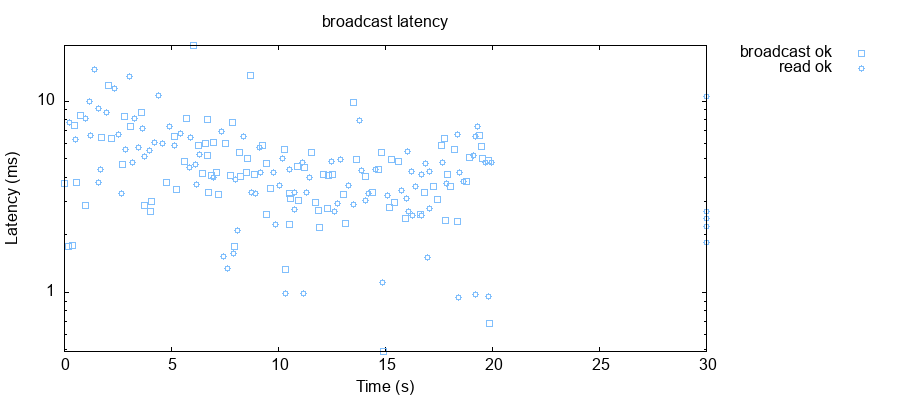 broadcast latency
broadcast ok
read ok
10
1
Latency (ms)
0 5 10 15 20 25 30
Time (s)